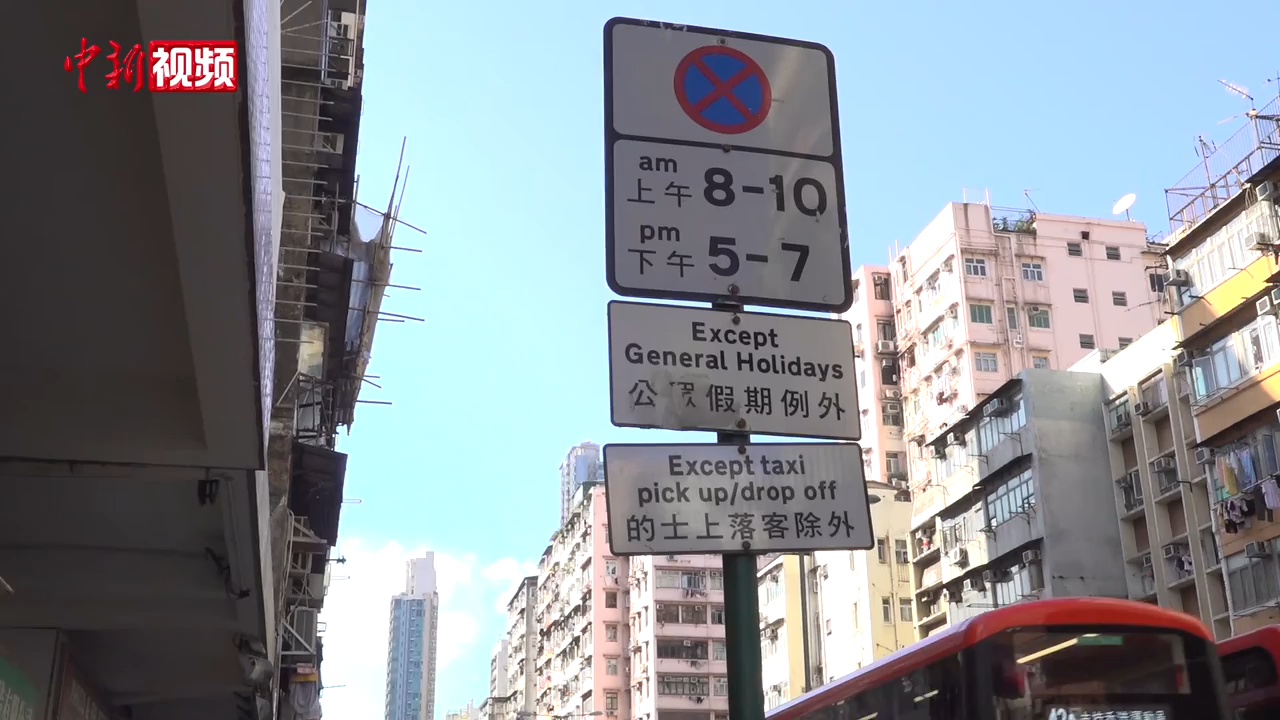 中新视频
am
上午 8-10
pm
下午 5-7
Except
General Holidays
公眾假期例外
Except taxi
pick up/drop off
的士上落客除外